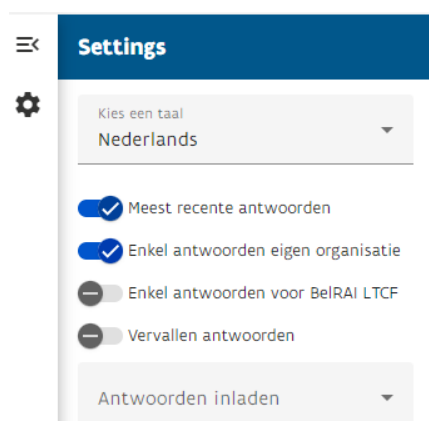 Settings
Kies een taal
Nederlands
Meest recente antwoorden
Enkel antwoorden eigen organisatie
Enkel antwoorden voor BelRAI LTCF
Vervallen antwoorden
Antwoorden inladen